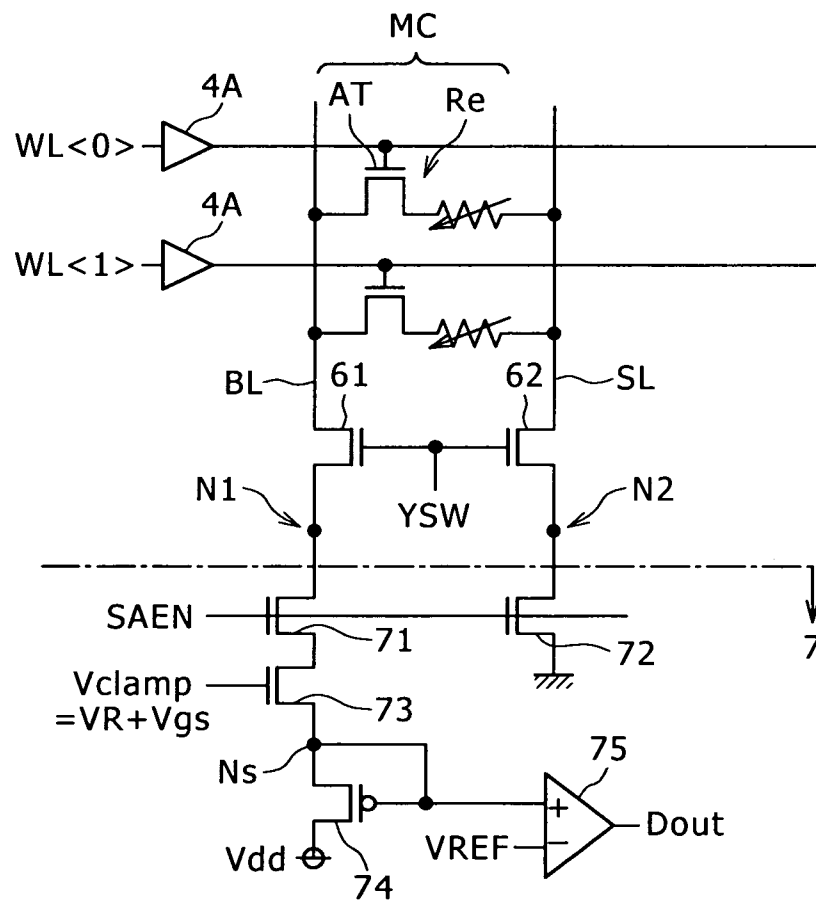 MC
4A
AT
Re
WL<0>
4A
WL<1>
BL
61
62
SL
N1
YSW
N2
SAEN
71
72
7
Vclamp
=VR+Vgs
73
Ns
75
+
VREF
−
Dout
Vdd
74